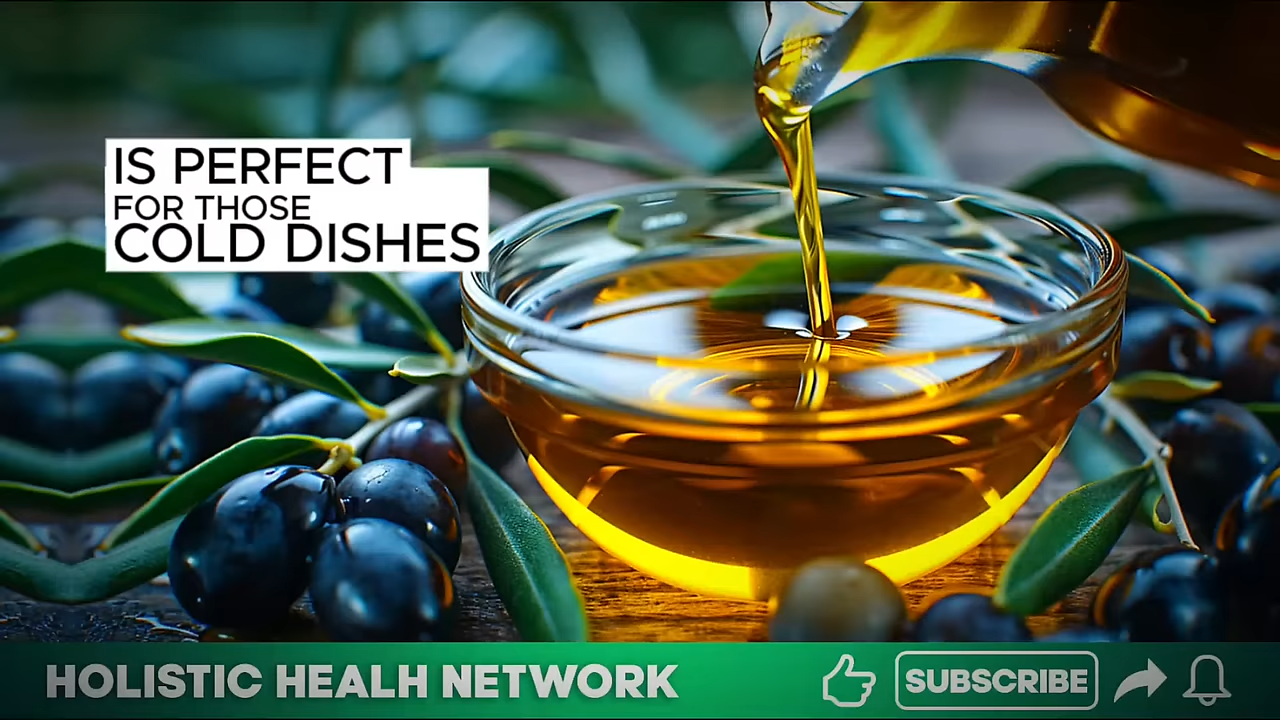 IS PERFECT
FOR THOSE
COLD DISHES
HOLISTIC HEALH NETWORK
SUBSCRIBE